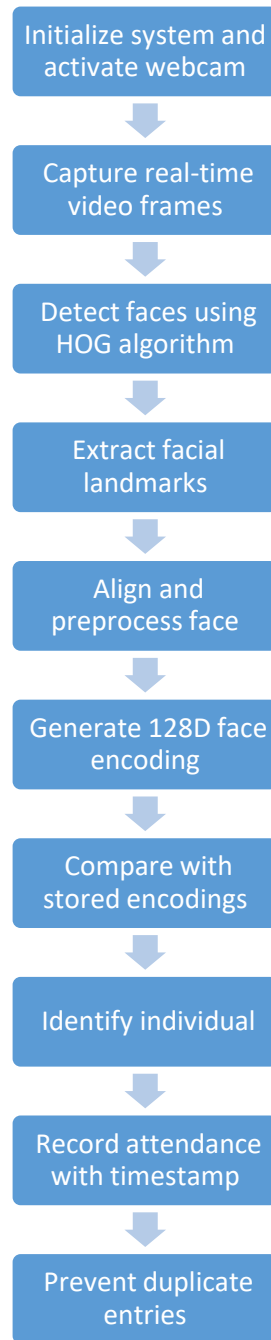 Initialize system and
activate webcam
Capture real-time
video frames
Detect faces using
HOG algorithm
Extract facial
landmarks
Align and
preprocess face
Generate 128D face
encoding
Compare with
stored encodings
Identify individual
Record attendance
with timestamp
Prevent duplicate
entries